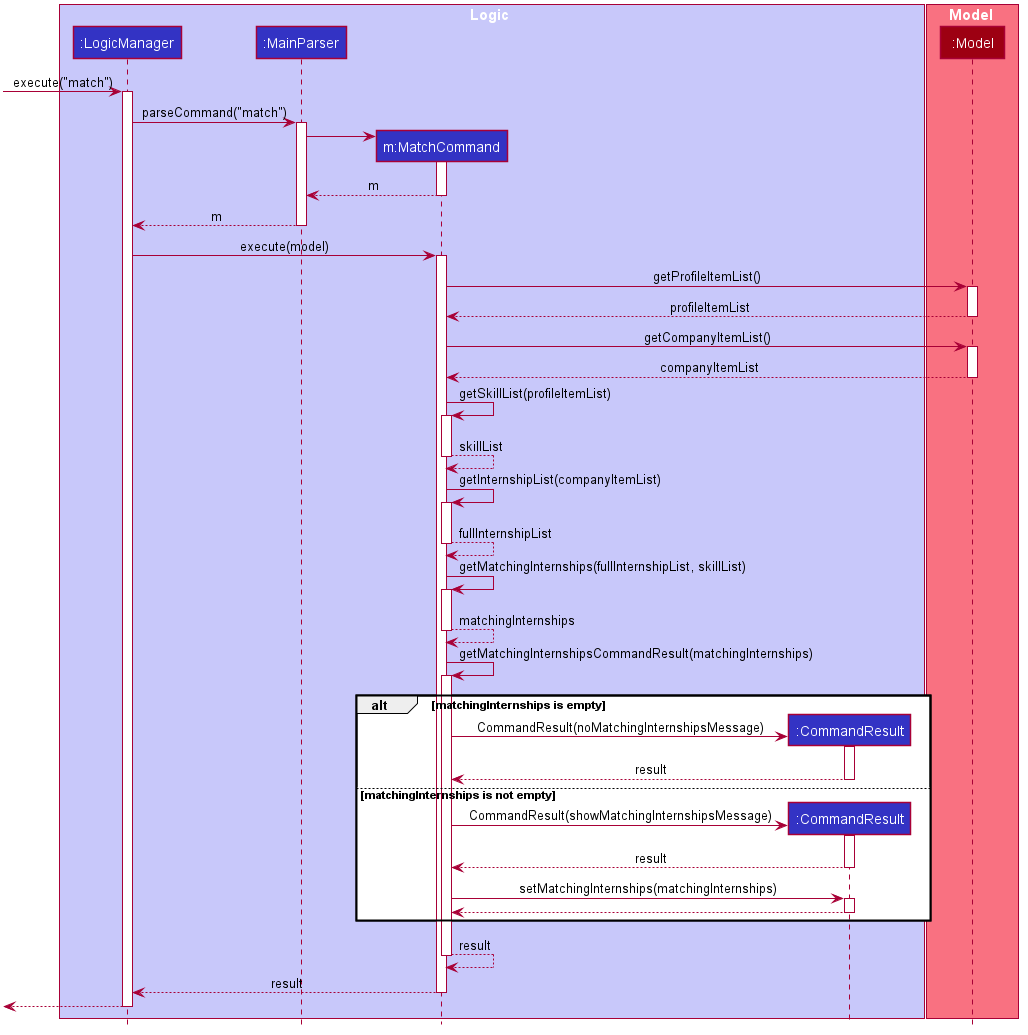 Logic
Model
:LogicManager
:MainParser
:Model
execute("match")
parseCommand("match")
m:MatchCommand
m
m
execute(model)
getProfileItemList()
profileItemList
getCompanyItemList()
companyItemList
getSkillList(profileItemList)
skillList
getInternshipList(companyItemList)
fullInternshipList
getMatchingInternships(fullInternshipList, skillList)
matchingInternships
getMatchingInternshipsCommandResult(matchingInternships)
alt
[matchingInternships is empty]
CommandResult(noMatchingInternshipsMessage)
:CommandResult
result
[matchingInternships is not empty]
CommandResult(showMatchingInternshipsMessage)
:CommandResult
result
setMatchingInternships(matchingInternships)
result
result